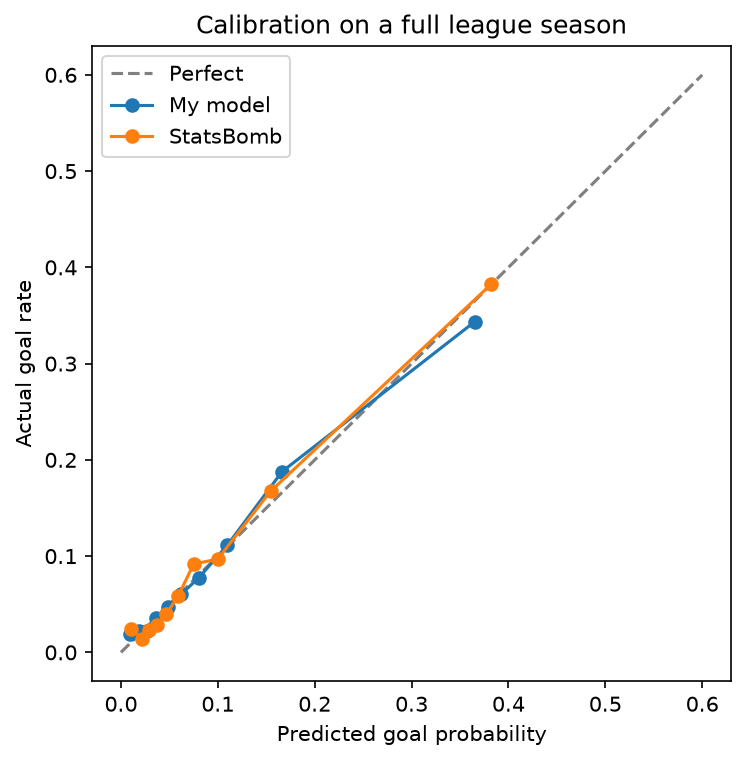 Calibration on a full league season
Perfect
My model
StatsBomb
Actual goal rate
0.6
0.5
0.4
0.3
0.2
0.1
0.0
0.0 0.1 0.2 0.3 0.4 0.5 0.6
Predicted goal probability